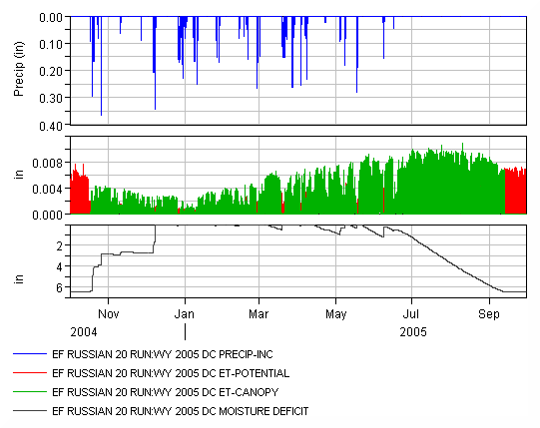 0.00
0.10
0.20
0.30
0.40
Precip (in)
0.008
0.004
0.000
in
2
4
6
in
Nov Jan Mar May Jul Sep
2004 2005
EF RUSSIAN 20 RUN:WY 2005 DC PRECIP-INC
EF RUSSIAN 20 RUN:WY 2005 DC ET-POTENTIAL
EF RUSSIAN 20 RUN:WY 2005 DC ET-CANOPY
EF RUSSIAN 20 RUN:WY 2005 DC MOISTURE DEFICIT